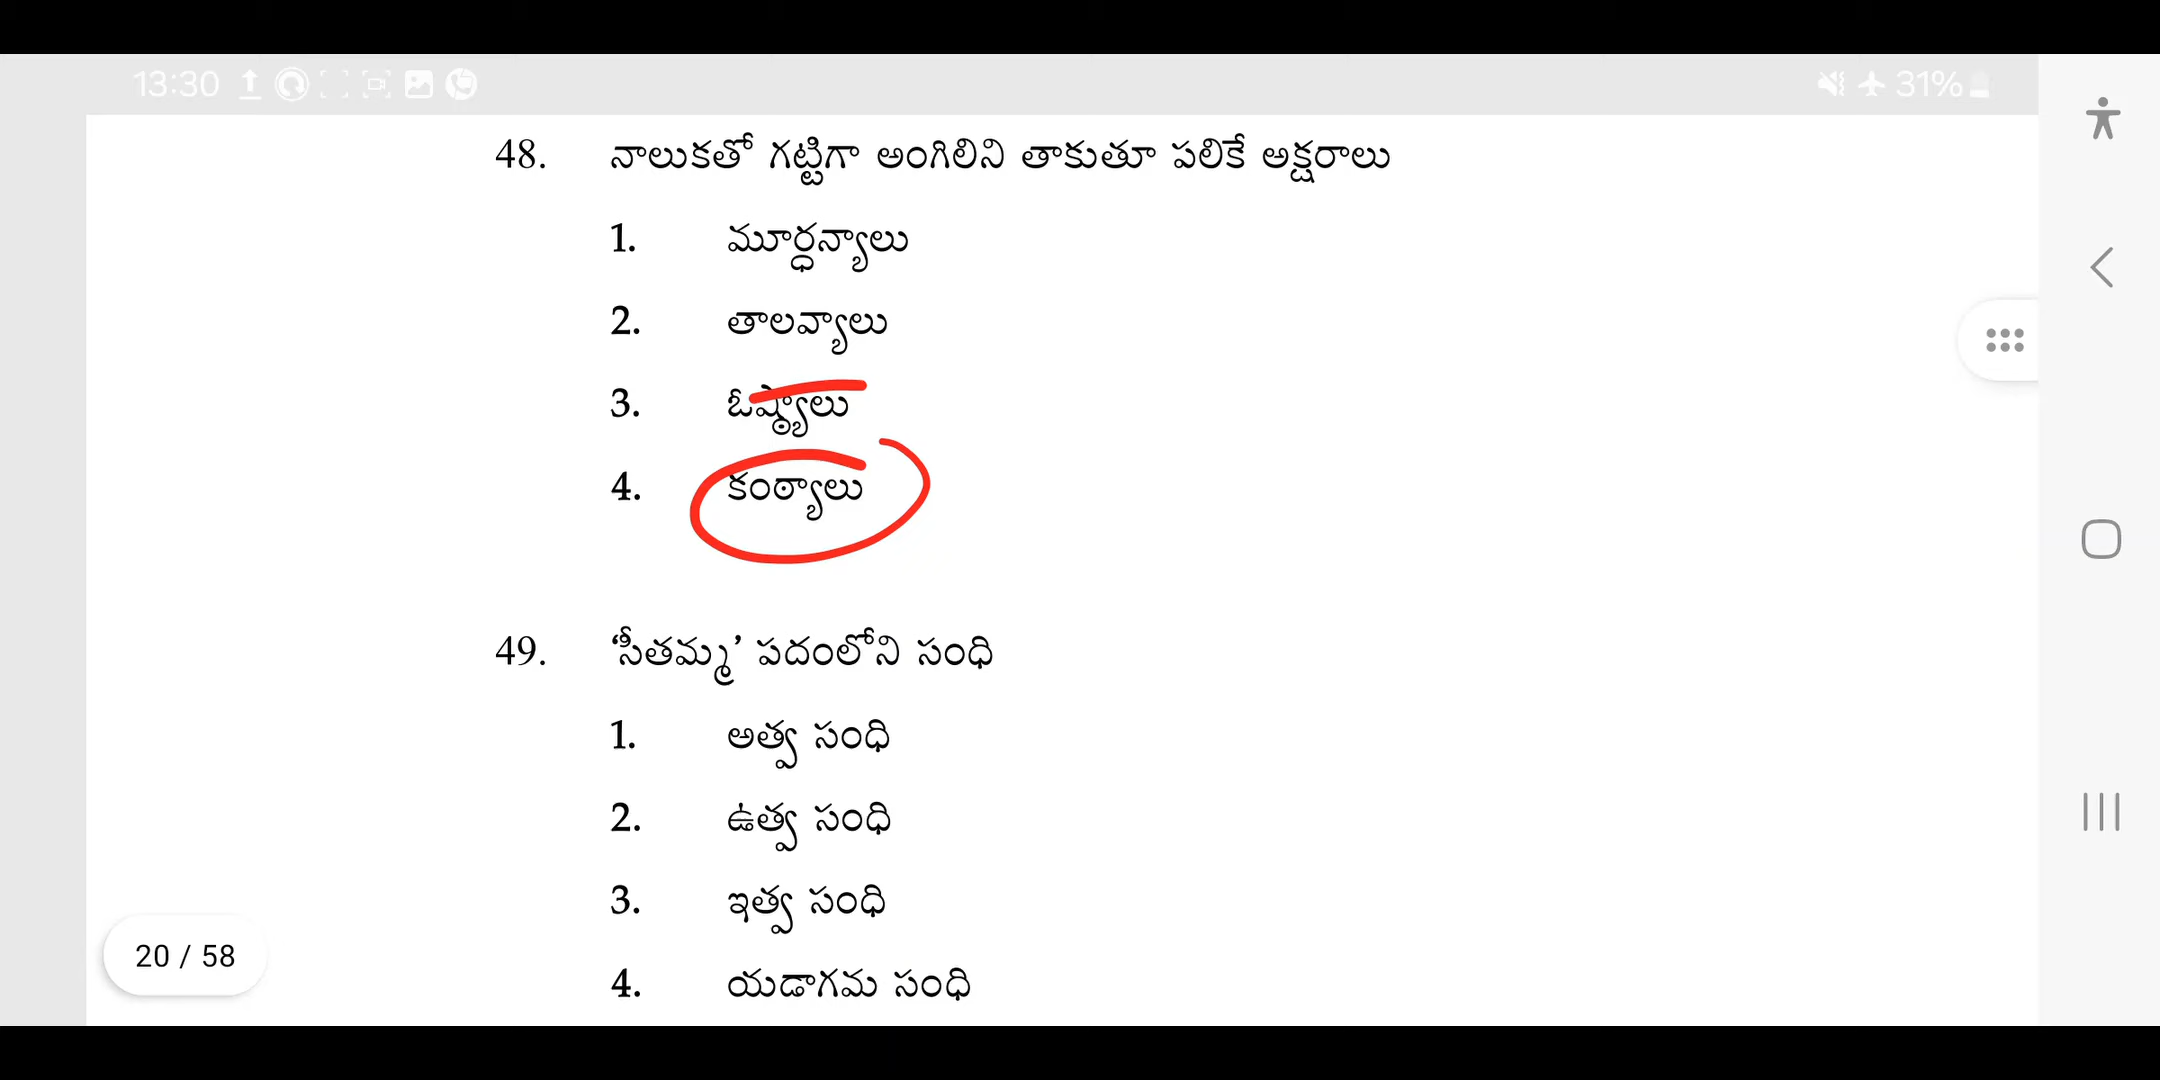 13:30 31%
48. నాలుకతో గట్టిగా అంగిలిని తాకుతూ పలికే అక్షరాలు
1. మూర్ధన్యాలు
2. తాలవ్యాలు
3. ఓష్ఠ్యాలు
4. కంఠ్యాలు
49. ‘సీతమ్మ’ పదంలోని సంధి
1. అత్వ సంధి
2. ఉత్వ సంధి
3. ఇత్వ సంధి
20 / 58
4. యడాగమ సంధి